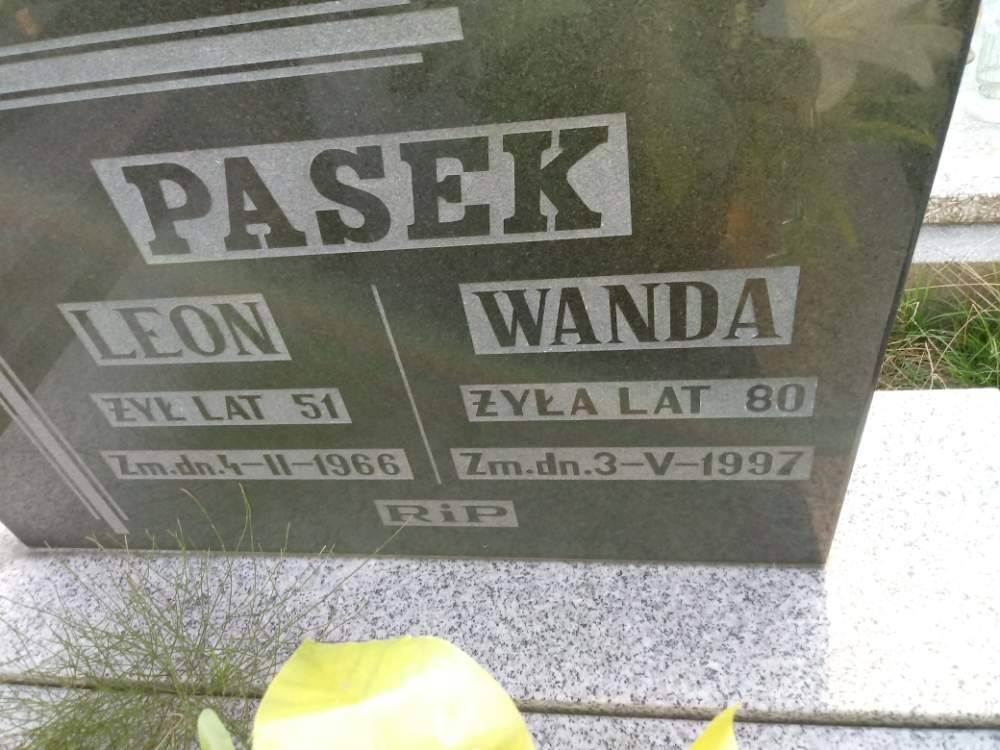 PASEK
LEON
ŻYŁ LAT 51
Zm.dn.4-II-1966
WANDA
ŻYŁA LAT 80
Zm.dn.3-V-1997
RiP